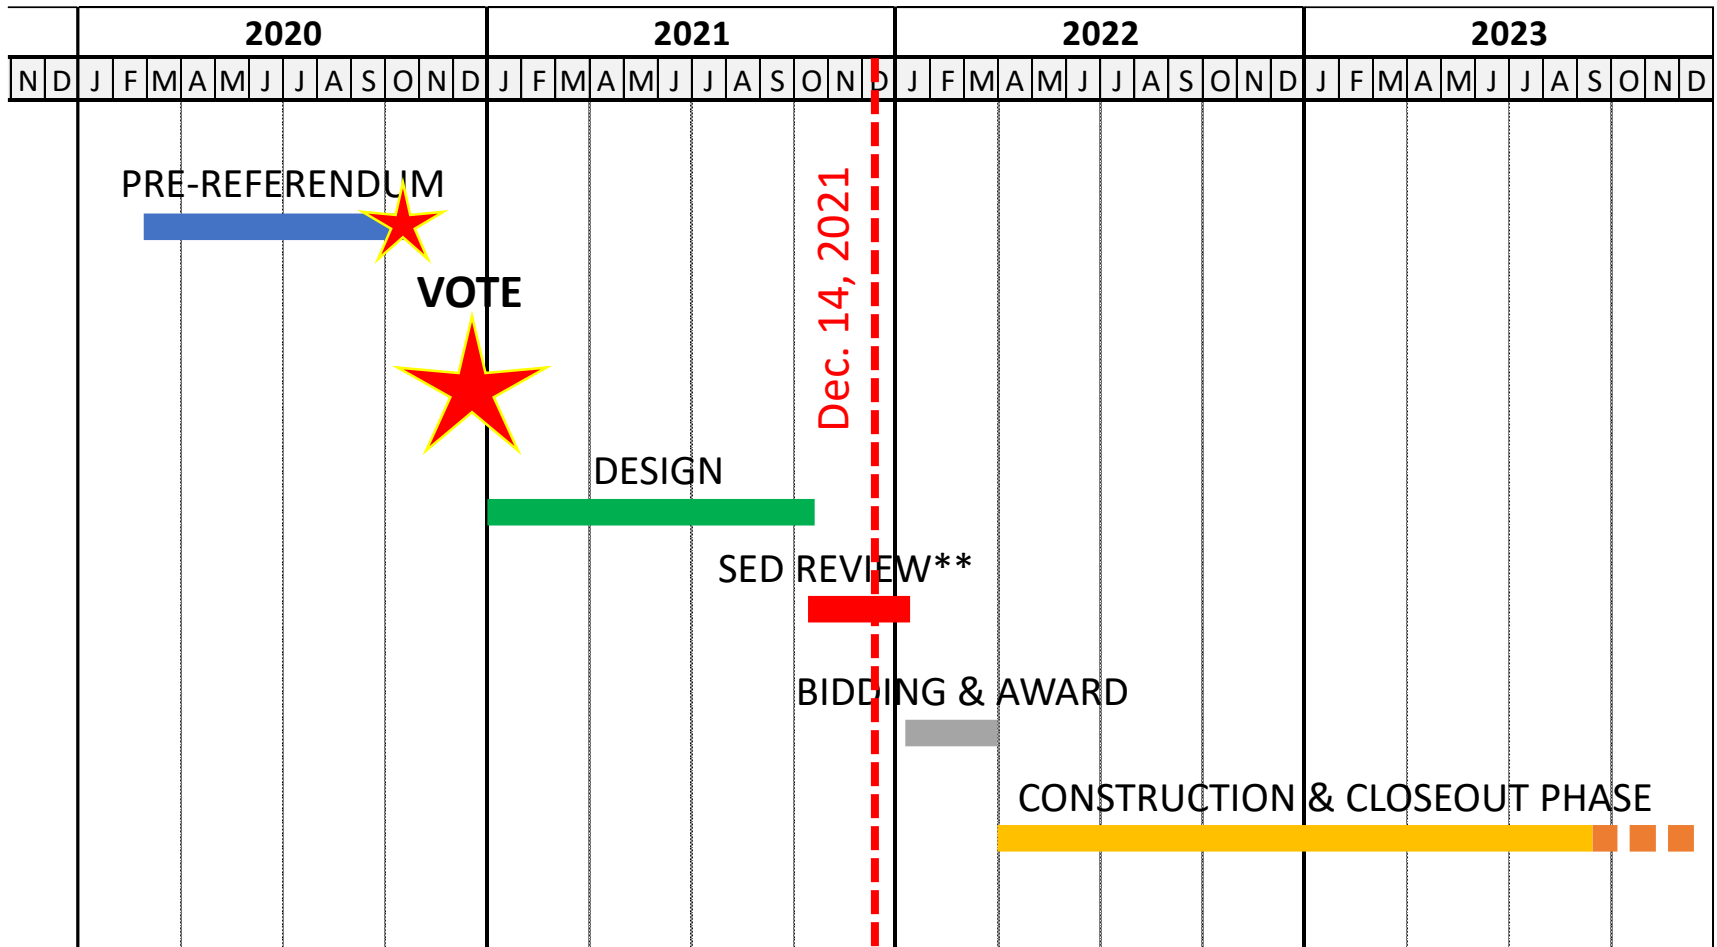 2020 2021 2022 2023
N D J F M A M J J A S O N D J F M A M J J A S O N D J F M A M J J A S O N D J F M A M J J A S O N D
PRE-REFERENDUM
VOTE
Dec. 14, 2021
DESIGN
SED REVIEW**
BIDDING & AWARD
CONSTRUCTION & CLOSEOUT PHASE